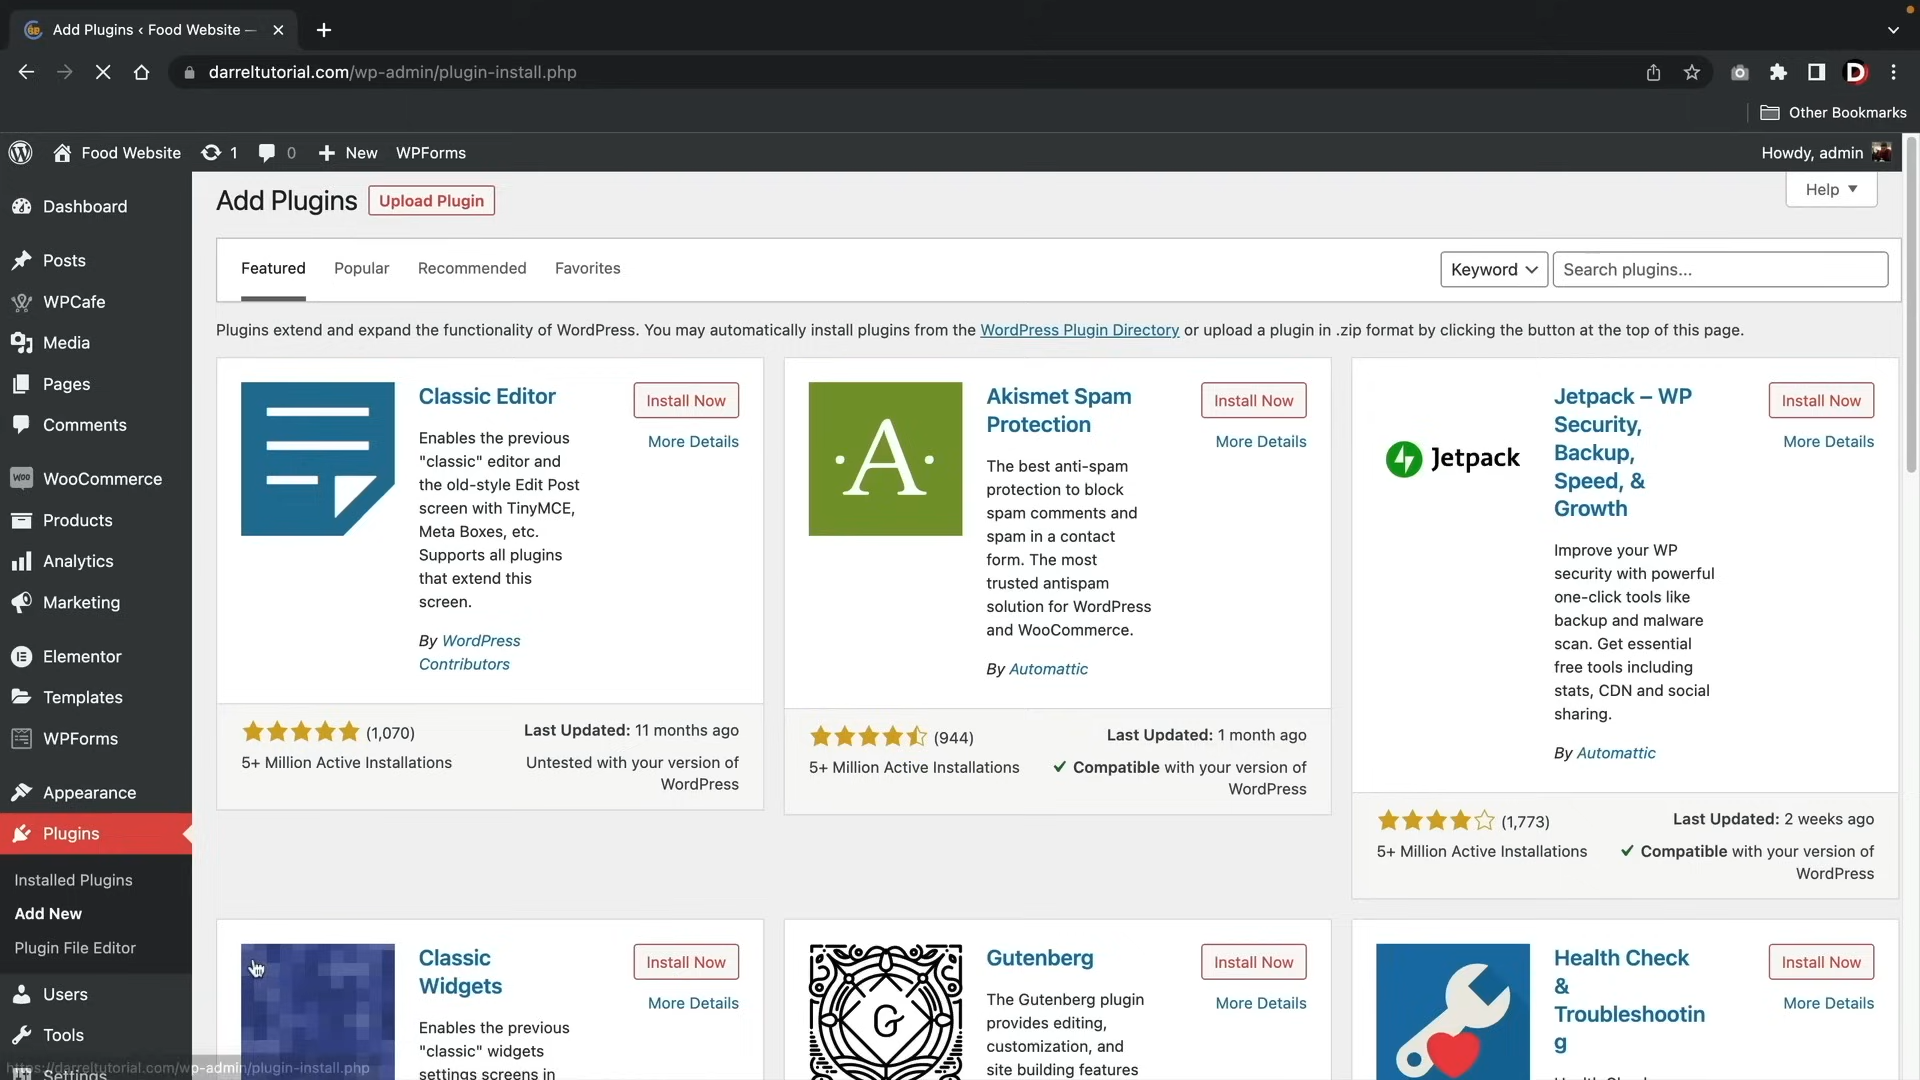 Add Plugins ‹ Food Website —
darreltutorial.com/wp-admin/plugin-install.php
D
Other Bookmarks
Food Website 1 0 New WPForms
Howdy, admin
Dashboard
Posts
WPCafe
Media
Pages
Comments
Woo WooCommerce
Products
Analytics
Marketing
Elementor
Templates
WPForms
Appearance
Plugins
Installed Plugins
Add New
Plugin File Editor
Users
Tools
Settings
https://darreltutorial.com/wp-admin/plugin-install.php
Add Plugins
Upload Plugin
Help
Featured Popular Recommended Favorites
Keyword
Search plugins...
Plugins extend and expand the functionality of WordPress. You may automatically install plugins from the WordPress Plugin Directory or upload a plugin in .zip format by clicking the button at the top of this page.
Classic Editor
Install Now
More Details
Enables the previous
"classic" editor and
the old-style Edit Post
screen with TinyMCE,
Meta Boxes, etc.
Supports all plugins
that extend this
screen.
By WordPress
Contributors
(1,070)
5+ Million Active Installations
Last Updated: 11 months ago
Untested with your version of
WordPress
A
Akismet Spam
Protection
Install Now
More Details
The best anti-spam
protection to block
spam comments and
spam in a contact
form. The most
trusted antispam
solution for WordPress
and WooCommerce.
By Automattic
(944)
5+ Million Active Installations
Last Updated: 1 month ago
Compatible with your version of
WordPress
Jetpack
Jetpack – WP
Security,
Backup,
Speed, &
Growth
Install Now
More Details
Improve your WP
security with powerful
one-click tools like
backup and malware
scan. Get essential
free tools including
stats, CDN and social
sharing.
By Automattic
(1,773)
5+ Million Active Installations
Last Updated: 2 weeks ago
Compatible with your version of
WordPress
Classic
Widgets
Install Now
More Details
Enables the previous
"classic" widgets
settings screens in
G
Gutenberg
Install Now
More Details
The Gutenberg plugin
provides editing,
customization, and
site building features
Health Check
&
Troubleshootin
g
Install Now
More Details